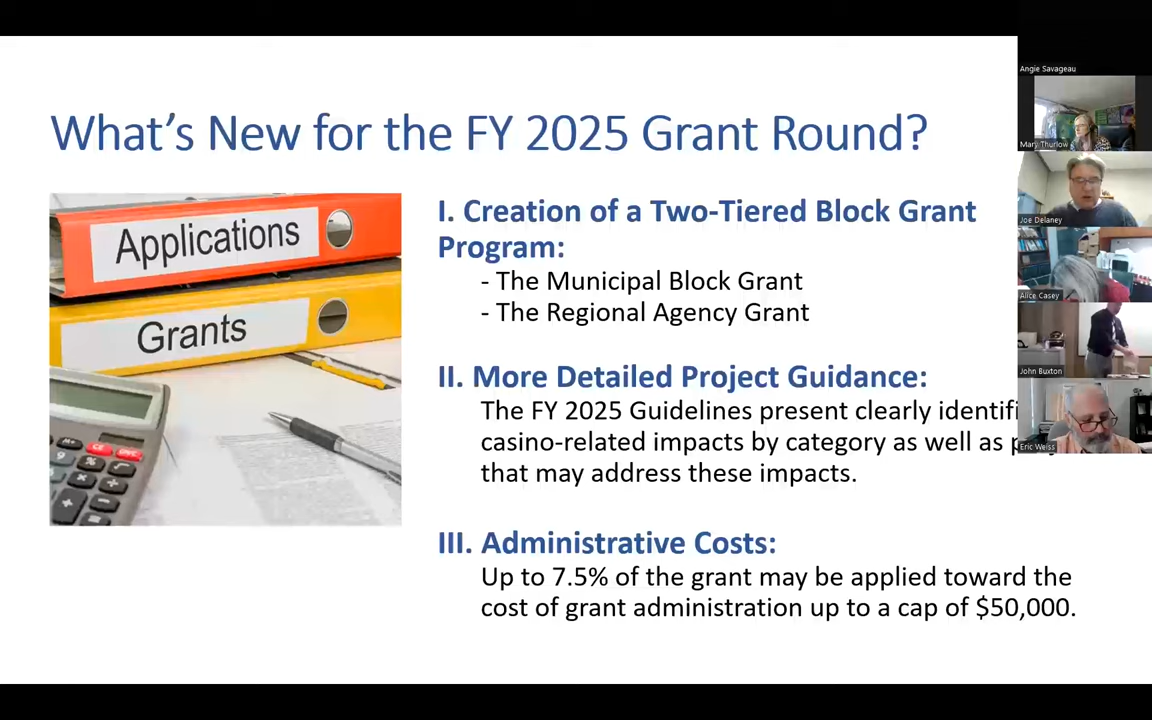 What's New for the FY 2025 Grant Round?
Applications
Grants
I. Creation of a Two-Tiered Block Grant
Program:
- The Municipal Block Grant
- The Regional Agency Grant
II. More Detailed Project Guidance:
The FY 2025 Guidelines present clearly
casino-related impacts by category as well as
that may address these impacts.
III. Administrative Costs:
Up to 7.5% of the grant may be applied toward the
cost of grant administration up to a cap of $50,000.
Angie Savageau
Mary Thurlow
Joe Delaney
Alice Casey
John Buxton
Eric Weiss